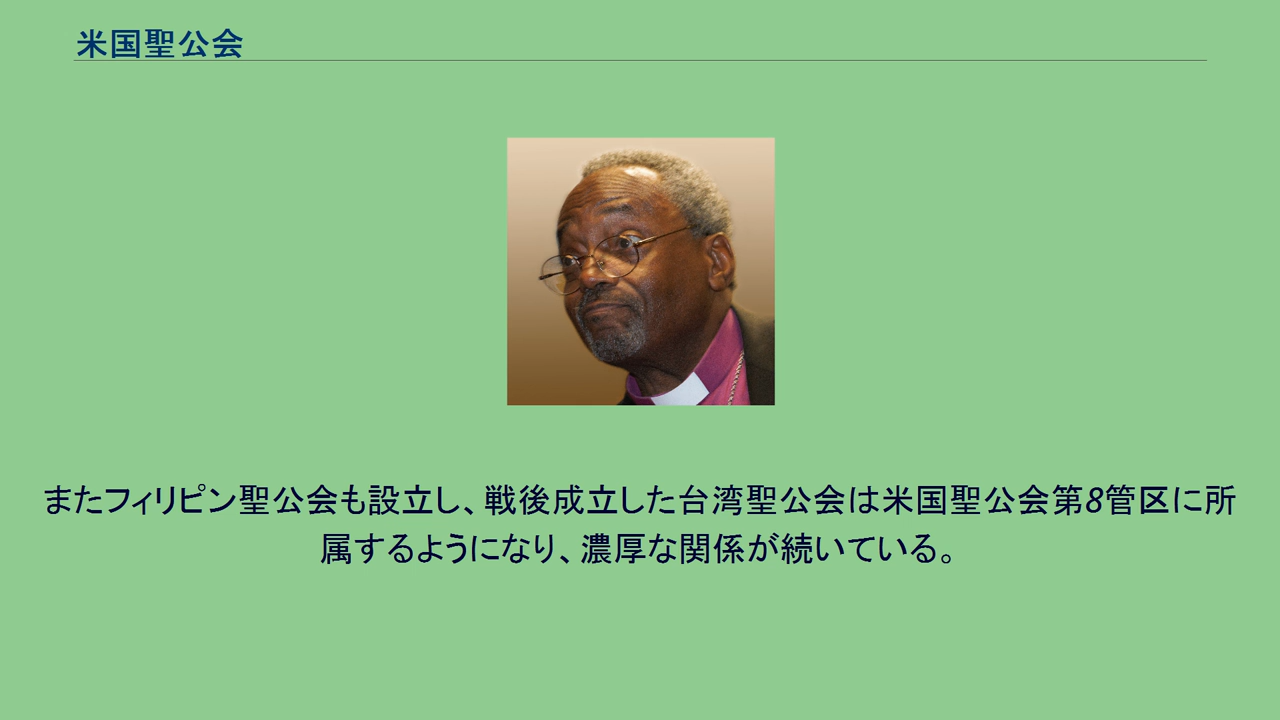 米国聖公会
またフィリピン聖公会も設立し、戦後成立した台湾聖公会は米国聖公会第8管区に所
属するようになり、濃厚な関係が続いている。